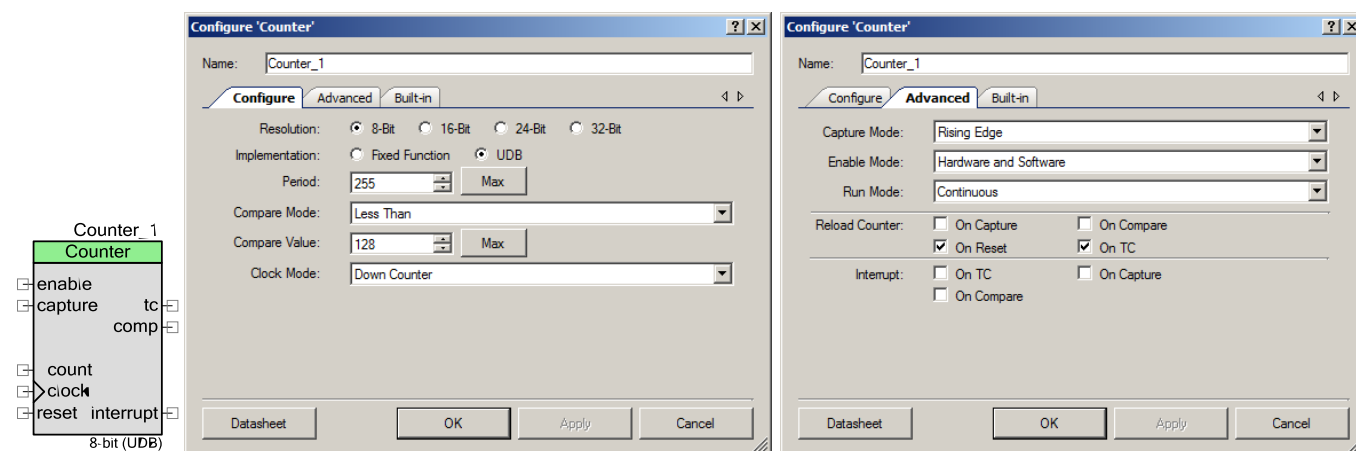 Counter_1
Counter
enable
capture tc
comp
count
clock
reset interrupt
8-bit (UDB)
Configure 'Counter'
Name: Counter_1
Configure Advanced Built-in
Resolution: 8-Bit 16-Bit 24-Bit 32-Bit
Implementation: Fixed Function UDB
Period: 255 Max
Compare Mode: Less Than
Compare Value: 128 Max
Clock Mode: Down Counter
Datasheet OK Apply Cancel
Configure 'Counter'
Name: Counter_1
Configure Advanced Built-in
Capture Mode: Rising Edge
Enable Mode: Hardware and Software
Run Mode: Continuous
Reload Counter: On Capture On Compare
On Reset On TC
Interrupt: On TC On Capture
On Compare
Datasheet OK Apply Cancel